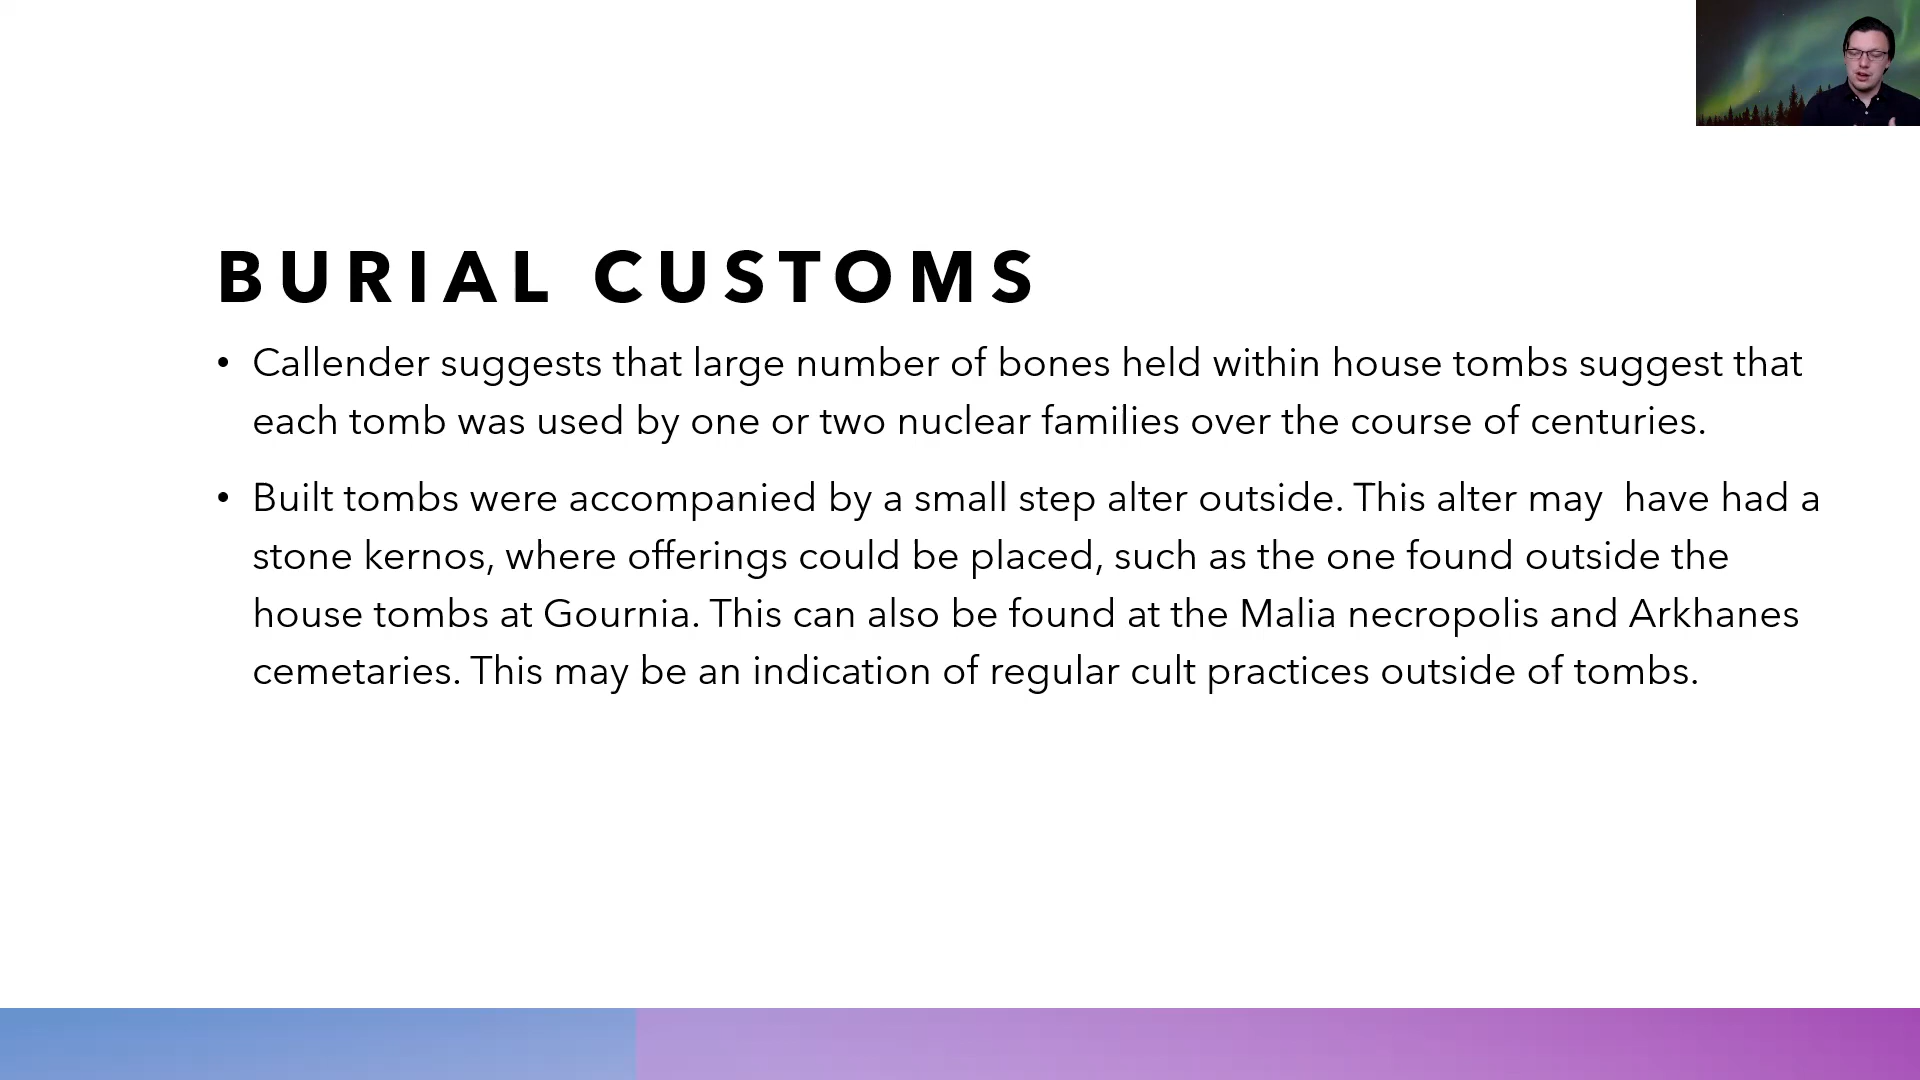 BURIAL CUSTOMS
• Callender suggests that large number of bones held within house tombs suggest that
each tomb was used by one or two nuclear families over the course of centuries.
• Built tombs were accompanied by a small step alter outside. This alter may  have had a
stone kernos, where offerings could be placed, such as the one found outside the
house tombs at Gournia. This can also be found at the Malia necropolis and Arkhanes
cemetaries. This may be an indication of regular cult practices outside of tombs.